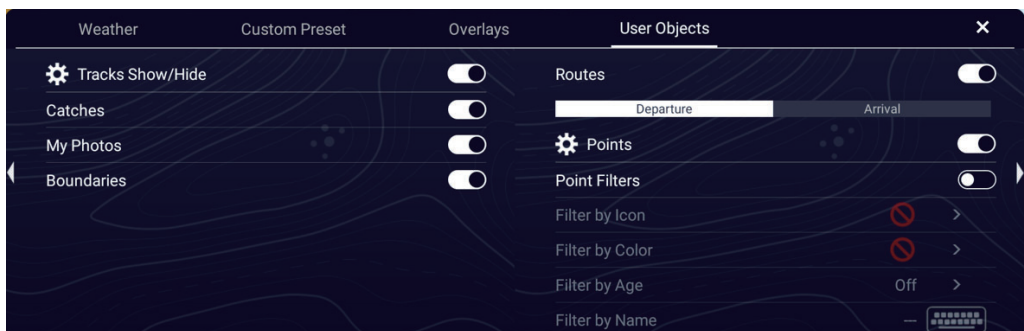 Weather Custom Preset Overlays User Objects ×
Tracks Show/Hide
Catches
My Photos
Boundaries
Routes
Departure Arrival
Points
Point Filters
Filter by Icon
Filter by Color
Filter by Age Off
Filter by Name —